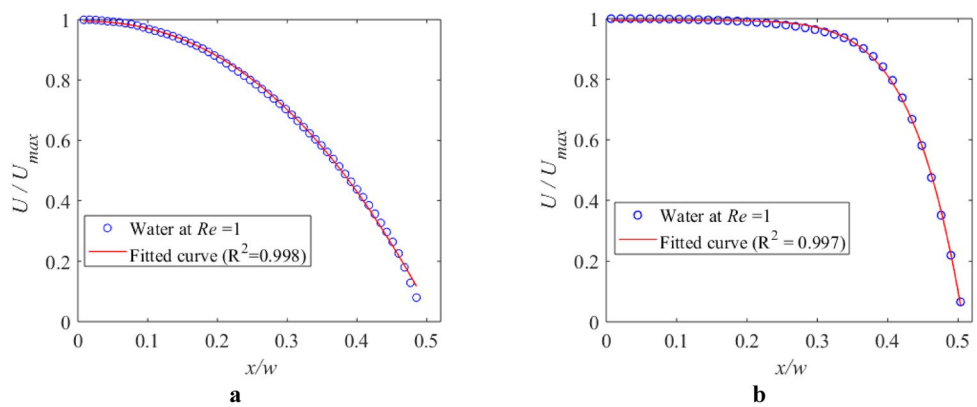 1
0.8
0.6
0.4
0.2
0
U / U_max
Water at Re =1
Fitted curve (R²=0.998)
0 0.1 0.2 0.3 0.4 0.5
x/w
a
1
0.8
0.6
0.4
0.2
0
U / U_max
Water at Re =1
Fitted curve (R² = 0.997)
0 0.1 0.2 0.3 0.4 0.5
x/w
b